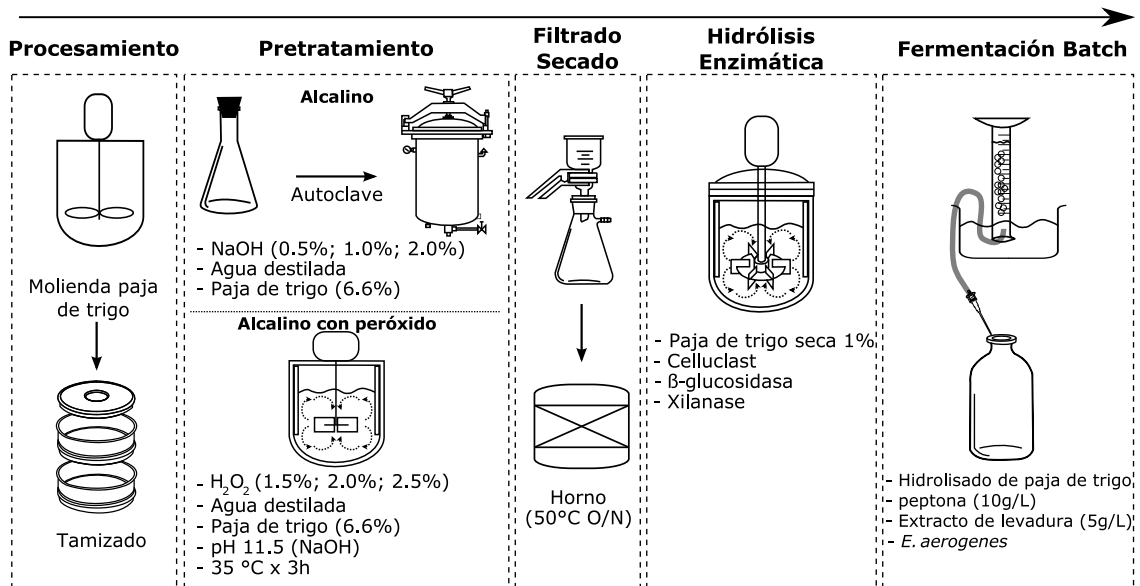 Procesamiento
Molienda paja
de trigo
Tamizado
Pretratamiento
Alcalino
Autoclave
- NaOH (0.5%; 1.0%; 2.0%)
- Agua destilada
- Paja de trigo (6.6%)
Alcalino con peróxido
- H₂O₂ (1.5%; 2.0%; 2.5%)
- Agua destilada
- Paja de trigo (6.6%)
- pH 11.5 (NaOH)
- 35 °C x 3h
Filtrado
Secado
Horno
(50°C O/N)
Hidrólisis
Enzimática
- Paja de trigo seca 1%
- Celluclast
- ß-glucosidasa
- Xilanase
Fermentación Batch
- Hidrolisado de paja de trigo
- peptona (10g/L)
- Extracto de levadura (5g/L)
- E. aerogenes